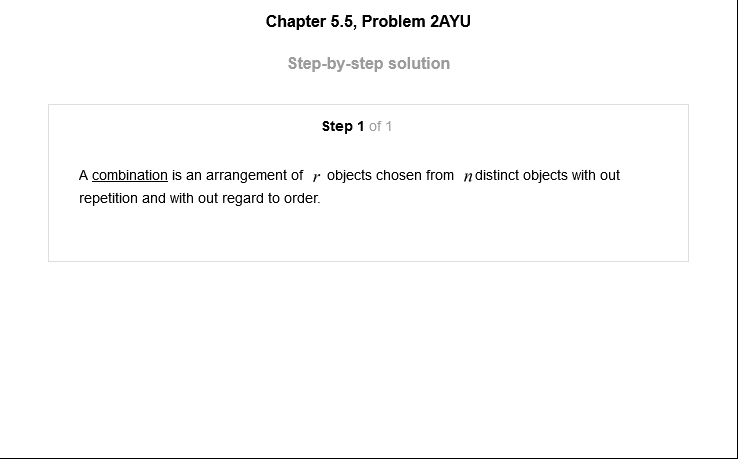 Chapter 5.5, Problem 2AYU
Step-by-step solution
Step 1 of 1
A combination is an arrangement of r objects chosen from n distinct objects with out
repetition and with out regard to order.